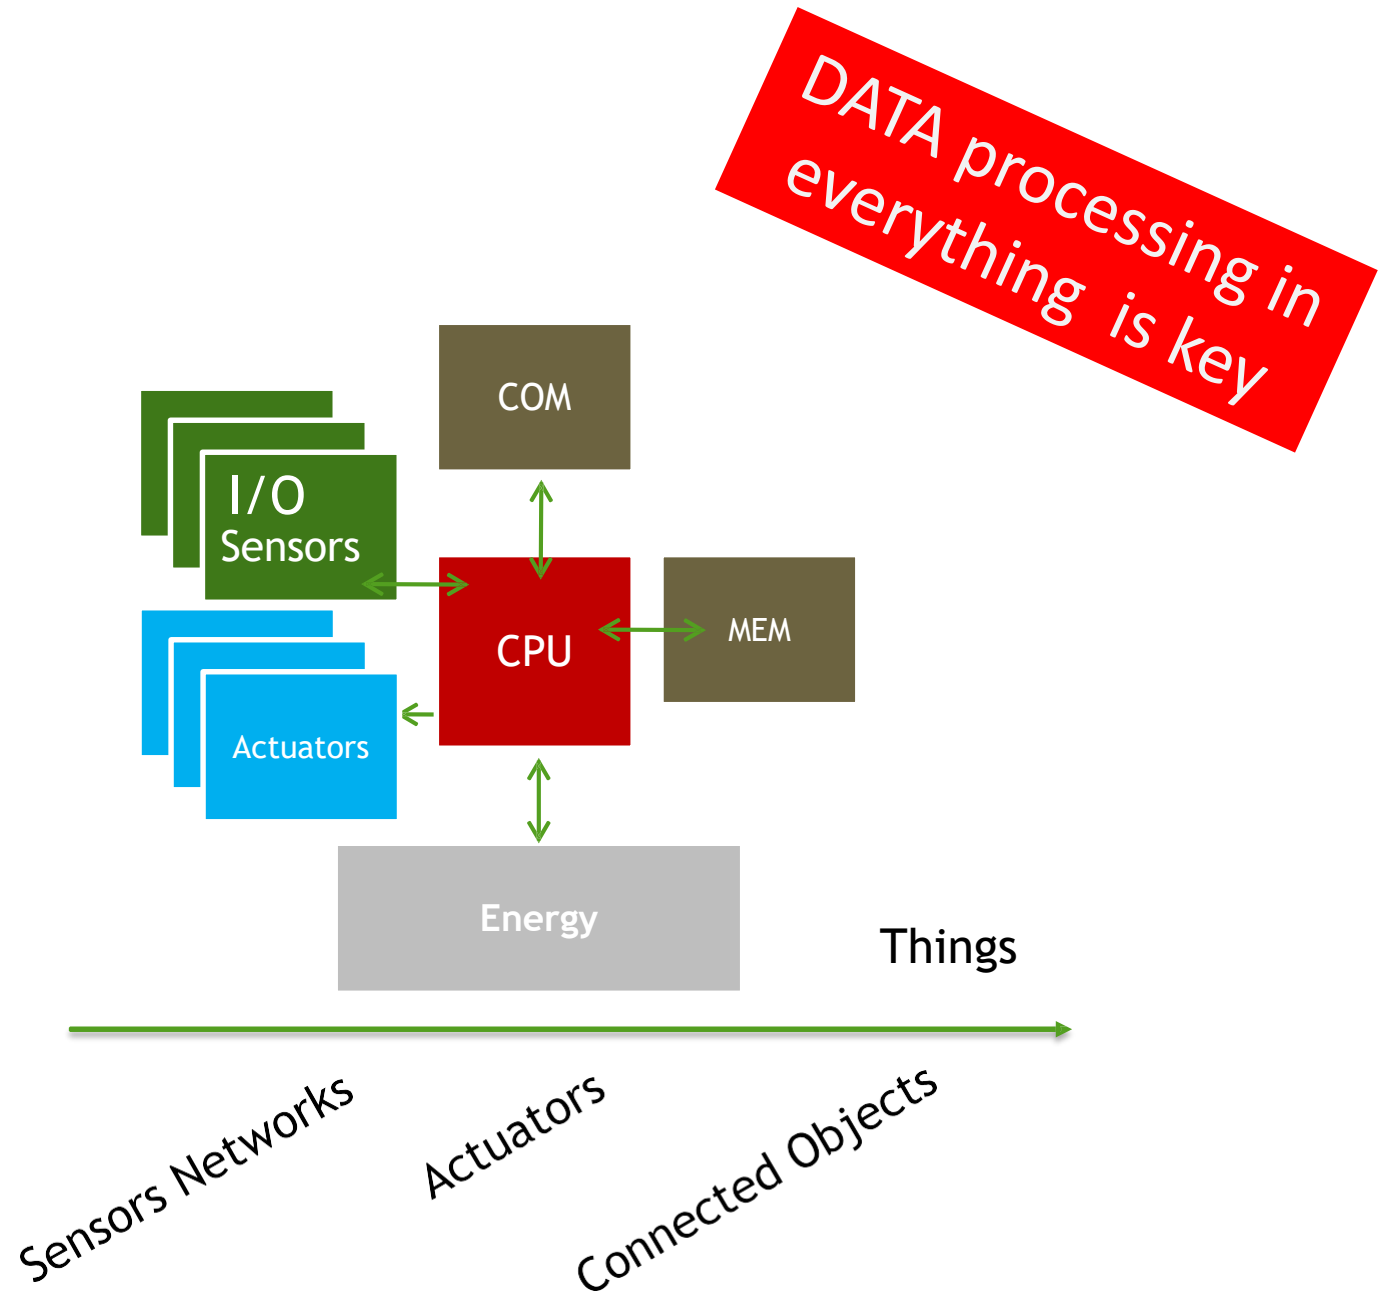 DATA processing in
everything is key
COM
I/O
Sensors
CPU
MEM
Actuators
Energy
Things
Sensors Networks
Actuators
Connected Objects